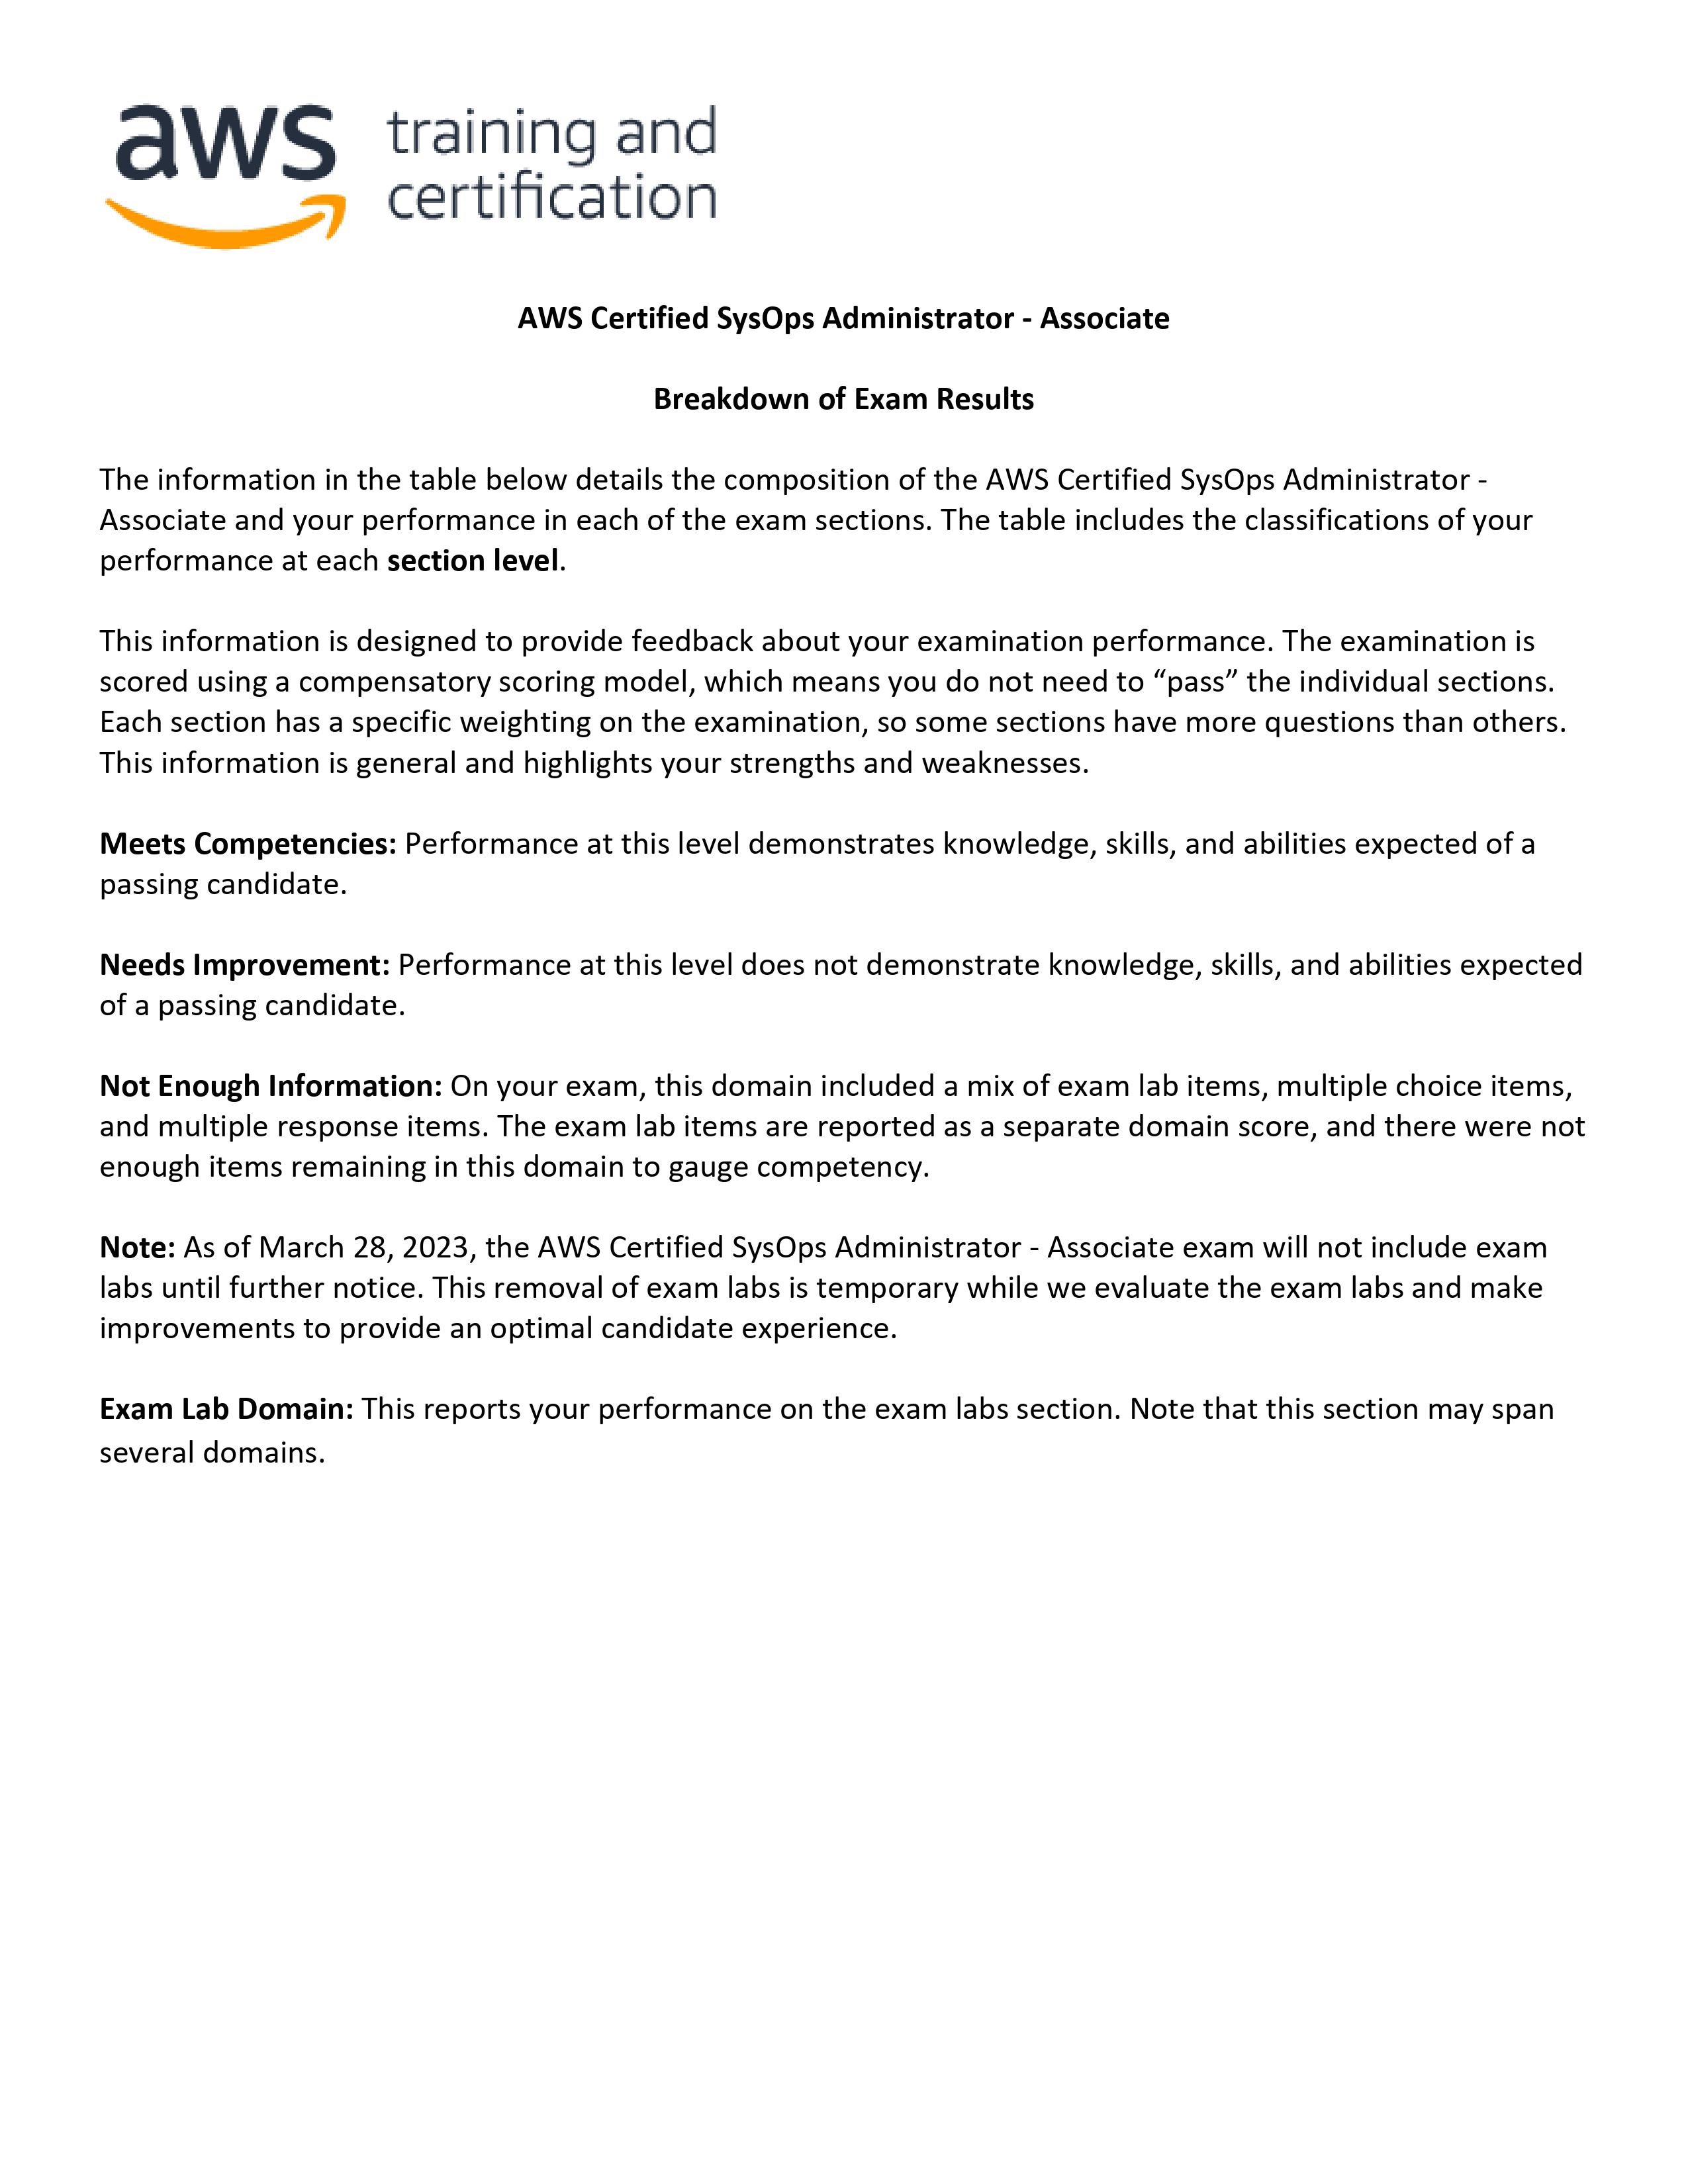 aws training and
certification
AWS Certified SysOps Administrator - Associate
Breakdown of Exam Results
The information in the table below details the composition of the AWS Certified SysOps Administrator -
Associate and your performance in each of the exam sections. The table includes the classifications of your
performance at each section level.
This information is designed to provide feedback about your examination performance. The examination is
scored using a compensatory scoring model, which means you do not need to “pass” the individual sections.
Each section has a specific weighting on the examination, so some sections have more questions than others.
This information is general and highlights your strengths and weaknesses.
Meets Competencies: Performance at this level demonstrates knowledge, skills, and abilities expected of a
passing candidate.
Needs Improvement: Performance at this level does not demonstrate knowledge, skills, and abilities expected
of a passing candidate.
Not Enough Information: On your exam, this domain included a mix of exam lab items, multiple choice items,
and multiple response items. The exam lab items are reported as a separate domain score, and there were not
enough items remaining in this domain to gauge competency.
Note: As of March 28, 2023, the AWS Certified SysOps Administrator - Associate exam will not include exam
labs until further notice. This removal of exam labs is temporary while we evaluate the exam labs and make
improvements to provide an optimal candidate experience.
Exam Lab Domain: This reports your performance on the exam labs section. Note that this section may span
several domains.